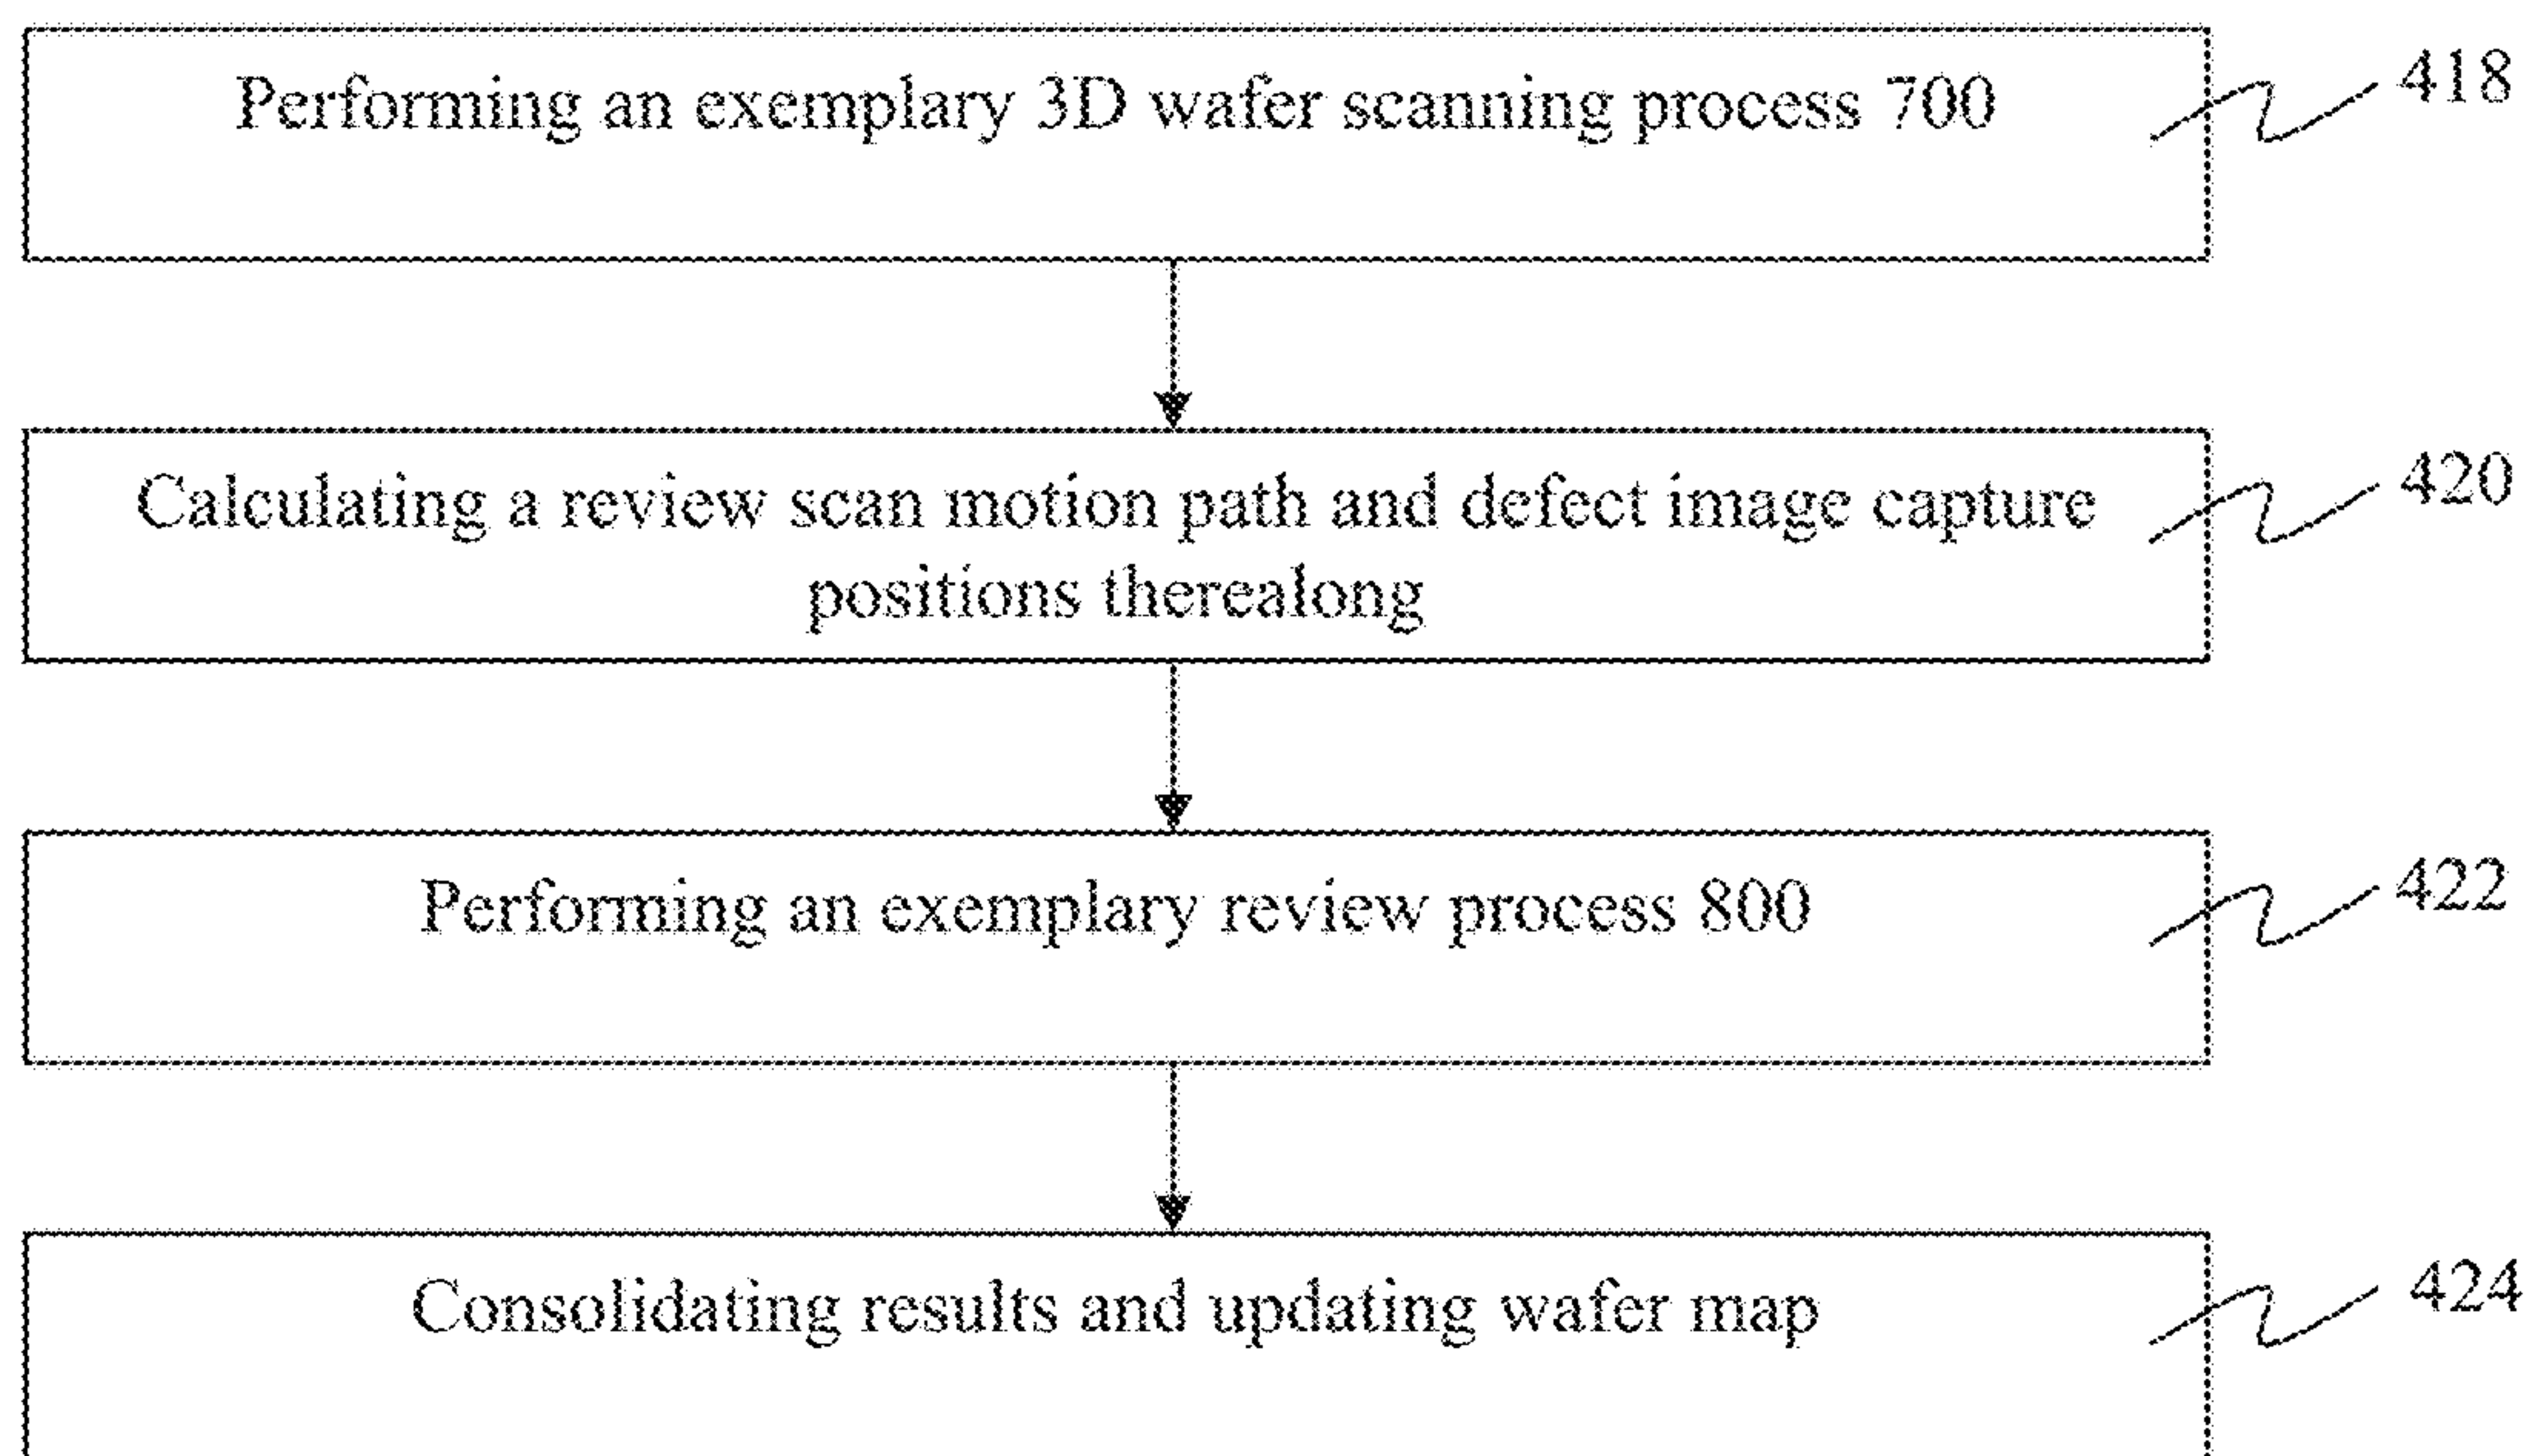 Performing an exemplary 3D wafer scanning process 700
418
Calculating a review scan motion path and defect image capture
positions therealong
420
Performing an exemplary review process 800
422
Consolidating results and updating wafer map
424